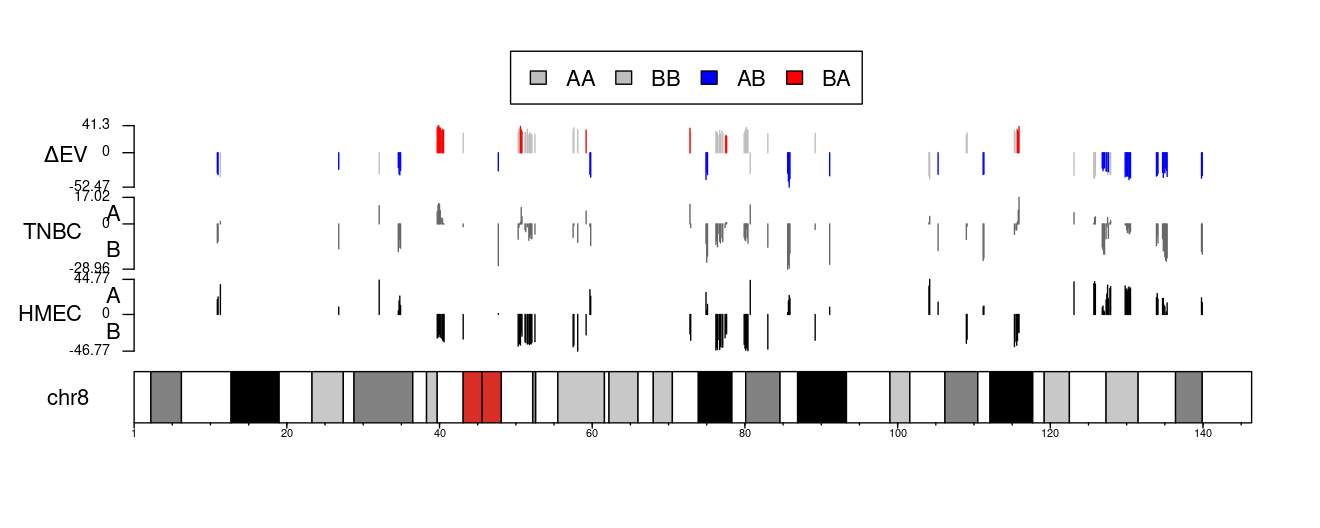 AA BB AB BA
41.3
ΔEV 0
-52.47
17.02
A
TNBC 0
B
-28.96
44.77
A
HMEC 0
B
-46.77
chr8
1 20 40 60 80 100 120 140